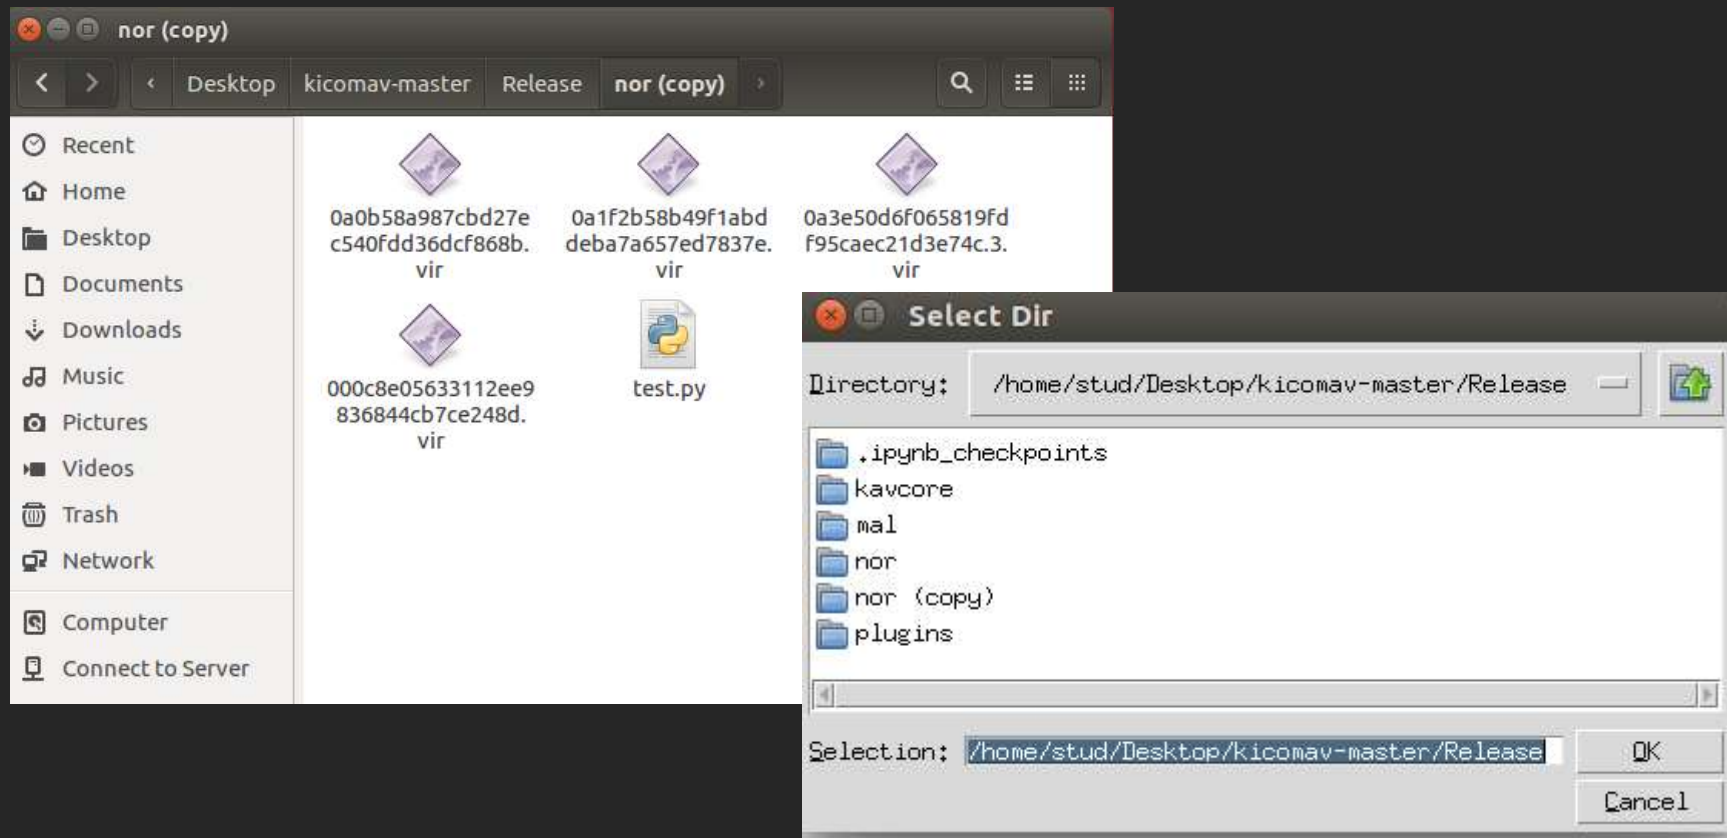 nor (copy)
Desktop kicomav-master Release nor (copy)
Recent
Home
Desktop
Documents
Downloads
Music
Pictures
Videos
Trash
Network
Computer
Connect to Server
0a0b58a987cbd27e
c540fdd36dcf868b.
vir
0a1f2b58b49f1abd
deba7a657ed7837e.
vir
0a3e50d6f065819fd
f95caec21d3e74c.3.
vir
000c8e05633112ee9
836844cb7ce248d.
vir
test.py
Select Dir
Directory: /home/stud/Desktop/kicomav-master/Release
.ipynb_checkpoints
kavcore
mal
nor
nor (copy)
plugins
Selection: /home/stud/Desktop/kicomav-master/Release OK
Cancel